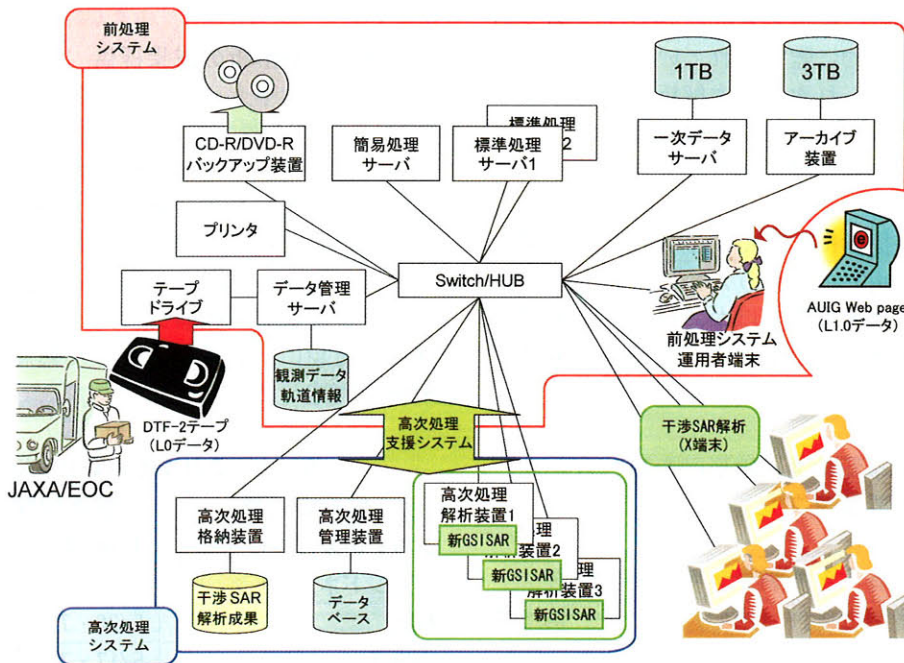 前処理
システム
1TB
3TB
CD-R/DVD-R
バックアップ装置
簡易処理
サーバ
標準処理
サーバ1
標準処理
2
一次データ
サーバ
アーカイブ
装置
プリンタ
Switch/HUB
テープ
ドライブ
データ管理
サーバ
観測データ
軌道情報
前処理システム
運用者端末
e
AUIG Web page
(L1.0データ)
DTF-2テープ
(L0データ)
JAXA/EOC
高次処理
支援システム
干渉SAR解析
(X端末)
高次処理
格納装置
高次処理
管理装置
高次処理
解析装置1
新GSISAR
処理
解析装置2
新GSISAR
処理
解析装置3
新GSISAR
干渉SAR
解析成果
データ
ベース
高次処理
システム